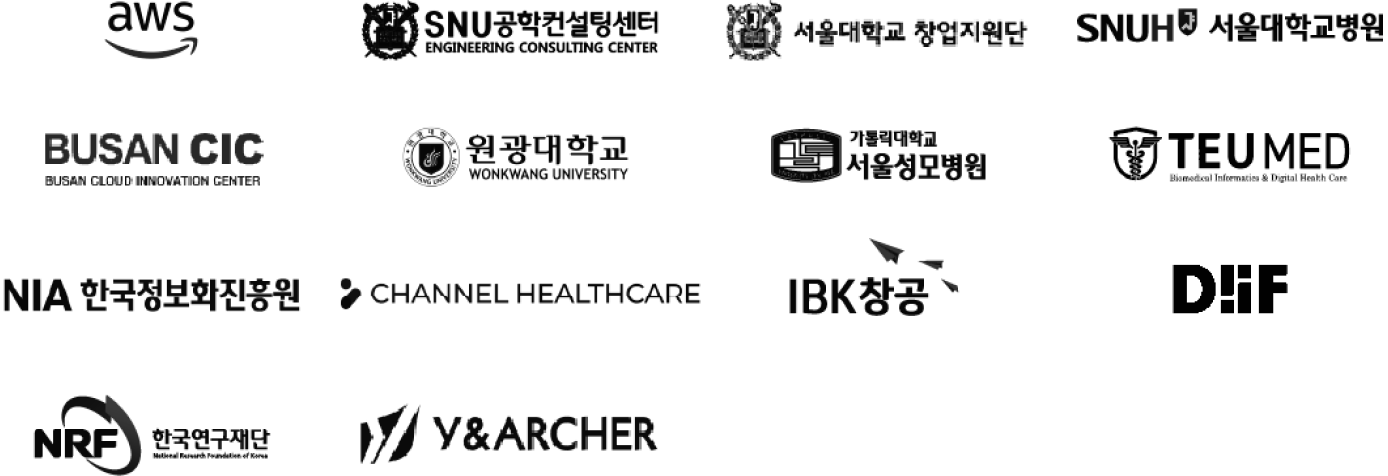 aws
SNU공학컨설팅센터
ENGINEERING CONSULTING CENTER
서울대학교 창업지원단
SNUH 서울대학교병원
BUSAN CIC
BUSAN CLOUD INNOVATION CENTER
원광대학교
WONKWANG UNIVERSITY
가톨릭대학교
서울성모병원
TEU MED
Biomedical Informatics & Digital Health Care
NIA 한국정보화진흥원
CHANNEL HEALTHCARE
IBK창공
D!iF
NRF 한국연구재단
National Research Foundation of Korea
Y&ARCHER